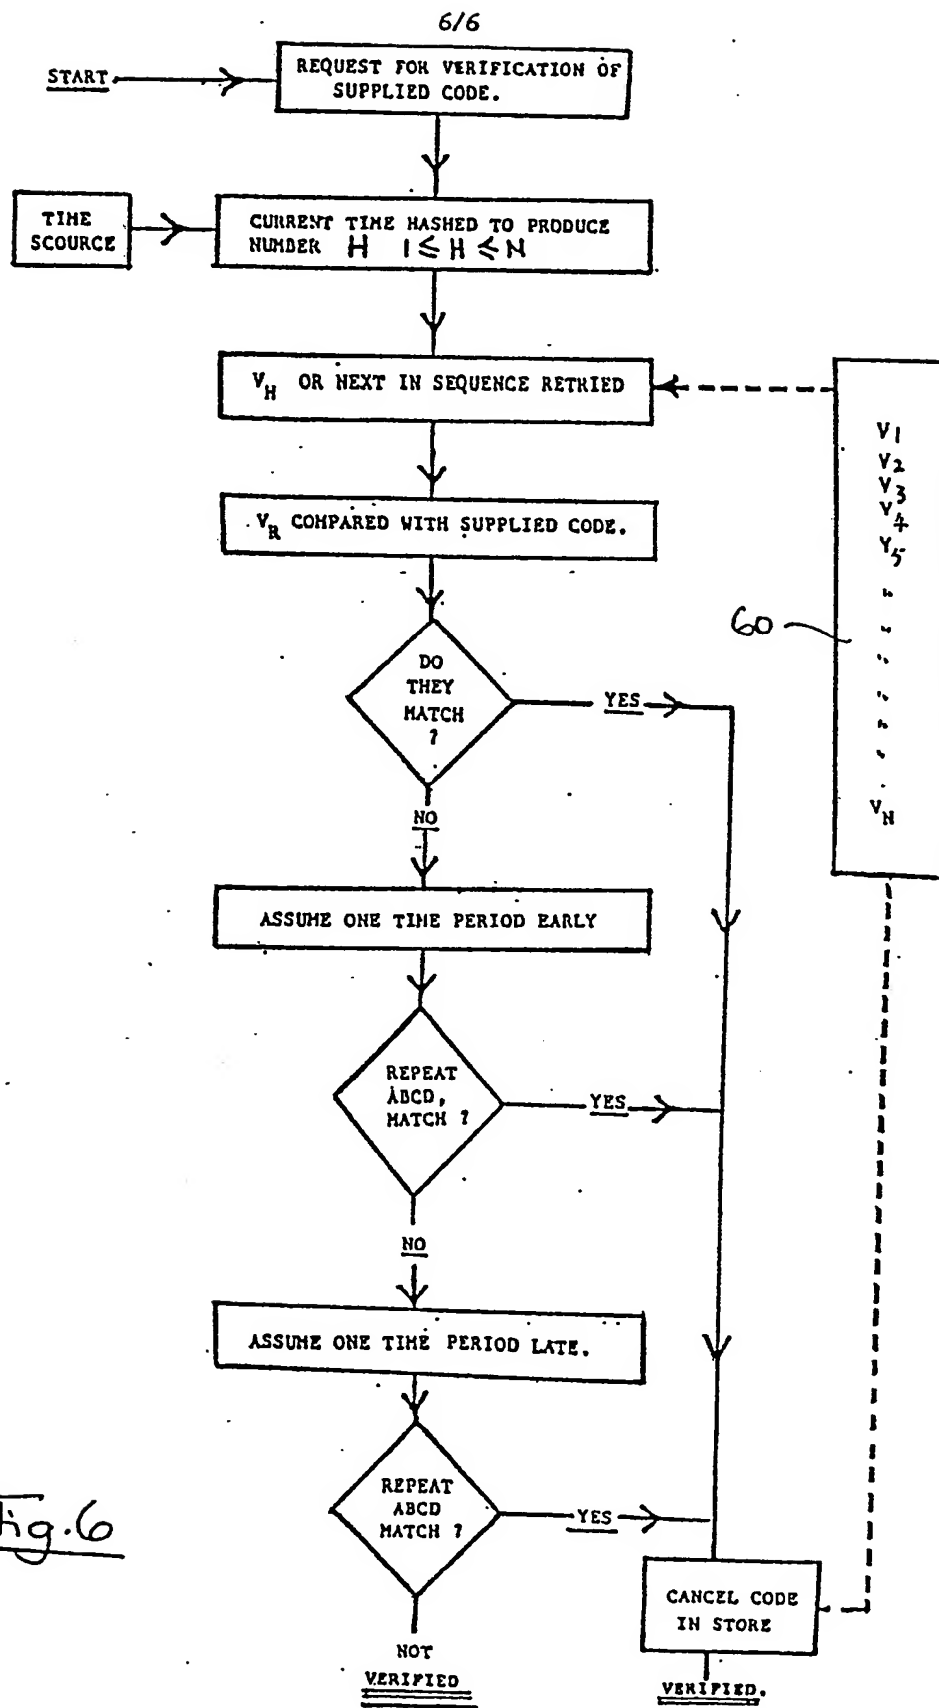 6/6
START
REQUEST FOR VERIFICATION OF
SUPPLIED CODE.
TIME
SCOURCE
CURRENT TIME HASHED TO PRODUCE
NUMBER H 1 ≤ H ≤ N
V_H OR NEXT IN SEQUENCE RETRIED
V_R COMPARED WITH SUPPLIED CODE.
V1
V2
V3
V4
Y5
"
"
"
"
"
"
V_N
60
DO
THEY
MATCH
?
YES
NO
ASSUME ONE TIME PERIOD EARLY
REPEAT
ABCD,
MATCH ?
YES
NO
ASSUME ONE TIME PERIOD LATE.
REPEAT
ABCD
MATCH ?
YES
CANCEL CODE
IN STORE
NOT
VERIFIED
VERIFIED.
Fig.6